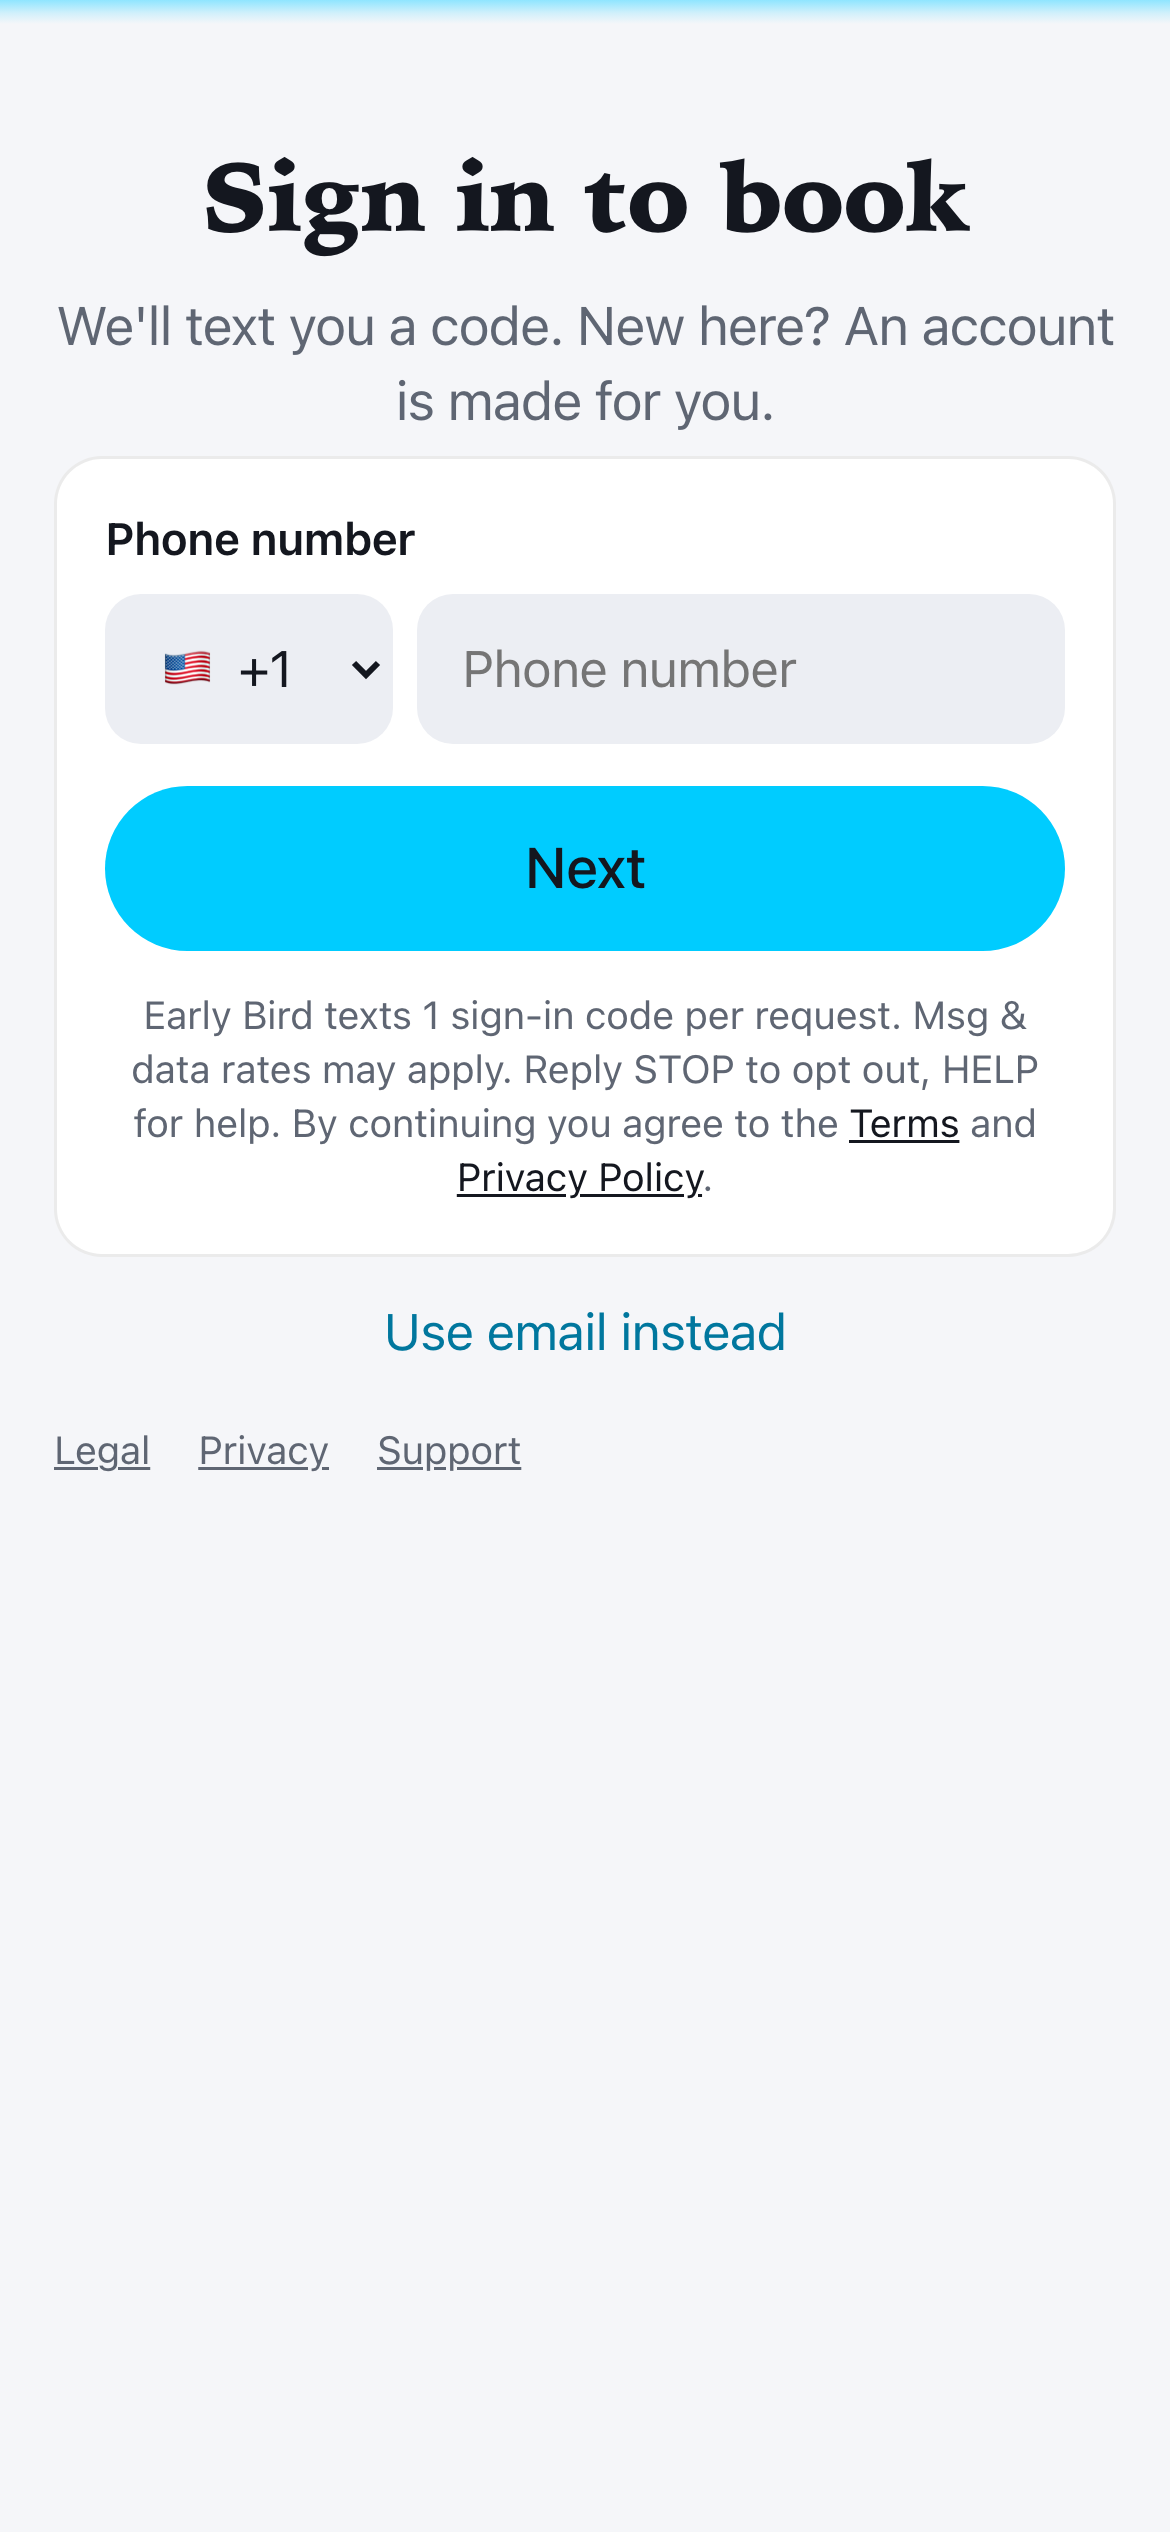 Sign in to book
We'll text you a code. New here? An account
is made for you.
Phone number
+1
Phone number
Next
Early Bird texts 1 sign-in code per request. Msg &
data rates may apply. Reply STOP to opt out, HELP
for help. By continuing you agree to the Terms and
Privacy Policy.
Use email instead
Legal Privacy Support